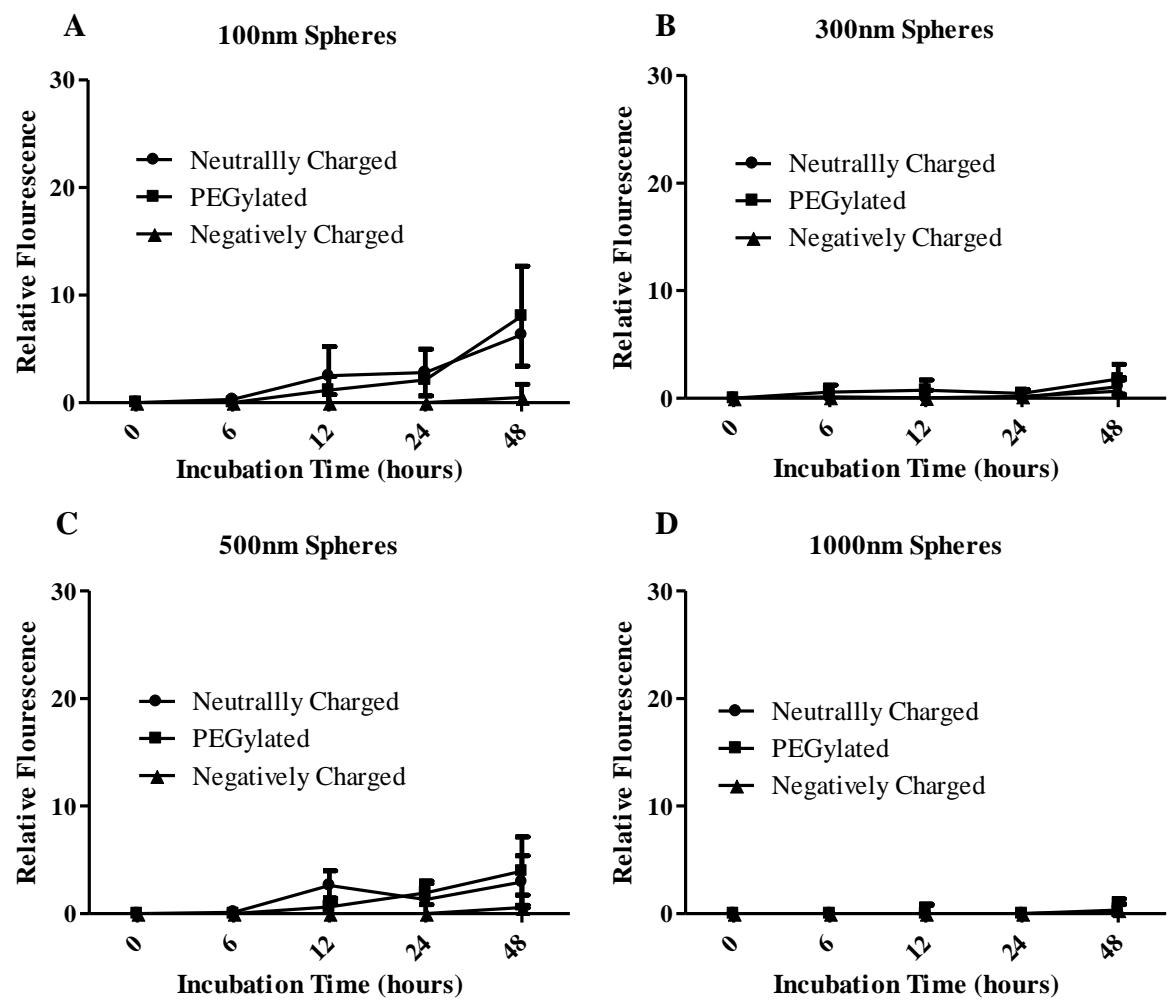 A
100nm Spheres
Relative Flourescence
30
20
10
0
Neutrallly Charged
PEGylated
Negatively Charged
0
6
12
24
48
Incubation Time (hours)
B
300nm Spheres
Relative Flourescence
30
20
10
0
Neutrallly Charged
PEGylated
Negatively Charged
0
6
12
24
48
Incubation Time (hours)
C
500nm Spheres
Relative Flourescence
30
20
10
0
Neutrallly Charged
PEGylated
Negatively Charged
0
6
12
24
48
Incubation Time (hours)
D
1000nm Spheres
Relative Flourescence
30
20
10
0
Neutrallly Charged
PEGylated
Negatively Charged
0
6
12
24
48
Incubation Time (hours)